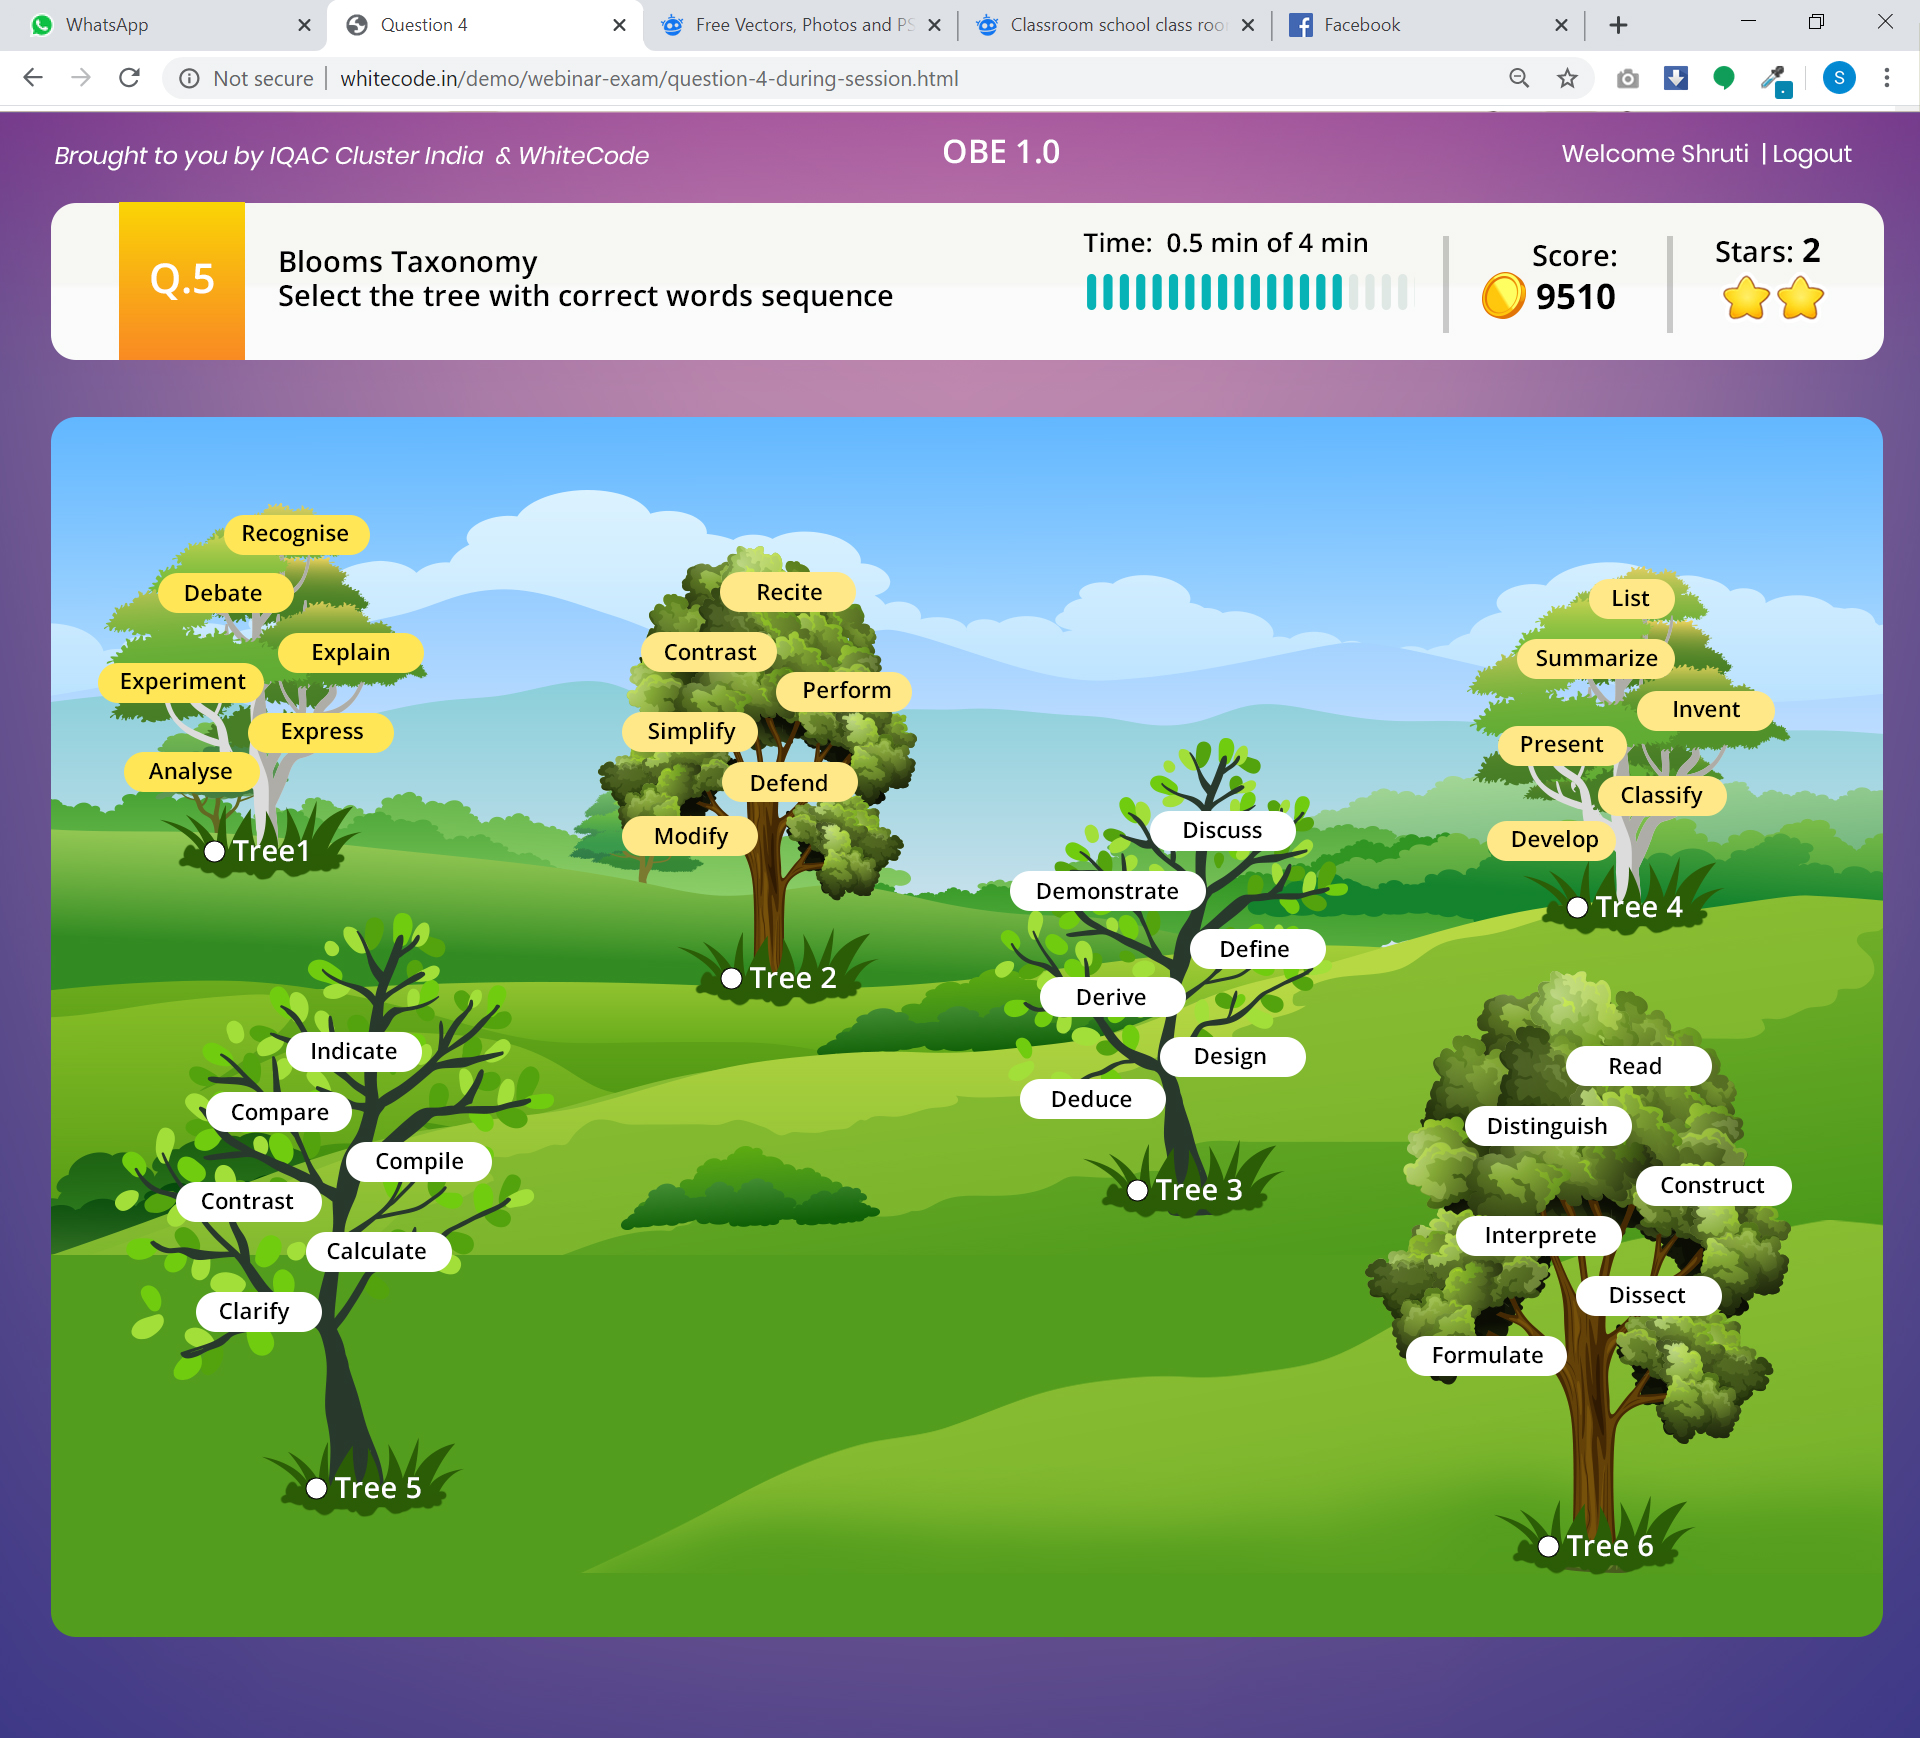 WhatsApp
Question 4
Free Vectors, Photos and PS
Classroom school class roo
Facebook
Not secure
whitecode.in/demo/webinar-exam/question-4-during-session.html
S
Brought to you by IQAC Cluster India & WhiteCode
OBE 1.0
Welcome Shruti | Logout
Q.5
Blooms Taxonomy
Select the tree with correct words sequence
Time: 0.5 min of 4 min
Score:
9510
Stars: 2
Recognise
Debate
Explain
Experiment
Express
Analyse
Tree1
Recite
Contrast
Perform
Simplify
Defend
Modify
Tree 2
Discuss
Demonstrate
Define
Derive
Design
Deduce
Tree 3
List
Summarize
Invent
Present
Classify
Develop
Tree 4
Indicate
Compare
Compile
Contrast
Calculate
Clarify
Tree 5
Read
Distinguish
Construct
Interprete
Dissect
Formulate
Tree 6